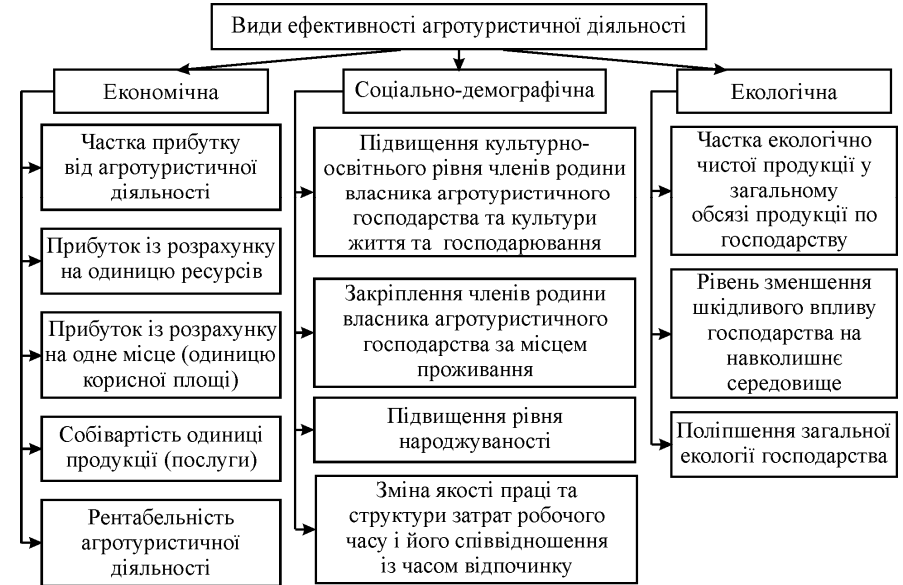 Види ефективності агротуристичної діяльності
Економічна
Частка прибутку
від агротуристичної
діяльності
Прибуток із розрахунку
на одиницю ресурсів
Прибуток із розрахунку
на одне місце (одиницю
корисної площі)
Собівартість одиниці
продукції (послуги)
Рентабельність
агротуристичної
діяльності
Соціально-демографічна
Підвищення культурно-
освітнього рівня членів родини
власника агротуристичного
господарства та культури
життя та господарювання
Закріплення членів родини
власника агротуристичного
господарства за місцем
проживання
Підвищення рівня
народжуваності
Зміна якості праці та
структури затрат робочого
часу і його співвідношення
із часом відпочинку
Екологічна
Частка екологічно
чистої продукції у
загальному
обсязі продукції по
господарству
Рівень зменшення
шкідливого впливу
господарства на
навколишнє
середовище
Поліпшення загальної
екології господарства